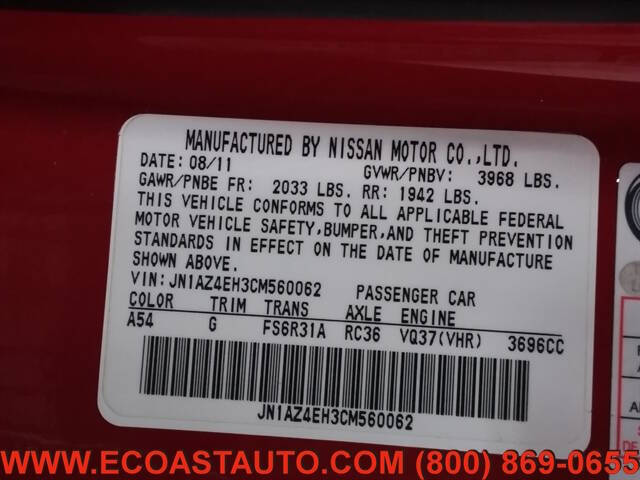 MANUFACTURED BY NISSAN MOTOR CO.,LTD.
DATE: 08/11 GVWR/PNBV: 3968 LBS.
GAWR/PNBE FR: 2033 LBS. RR: 1942 LBS.
THIS VEHICLE CONFORMS TO ALL APPLICABLE FEDERAL
MOTOR VEHICLE SAFETY,BUMPER,AND THEFT PREVENTION
STANDARDS IN EFFECT ON THE DATE OF MANUFACTURE
SHOWN ABOVE.
VIN: JN1AZ4EH3CM560062 PASSENGER CAR
COLOR TRIM TRANS AXLE ENGINE
A54 G FS6R31A RC36 VQ37(VHR) 3696CC
JN1AZ4EH3CM560062
WWW.ECOASTAUTO.COM (800) 869-0655